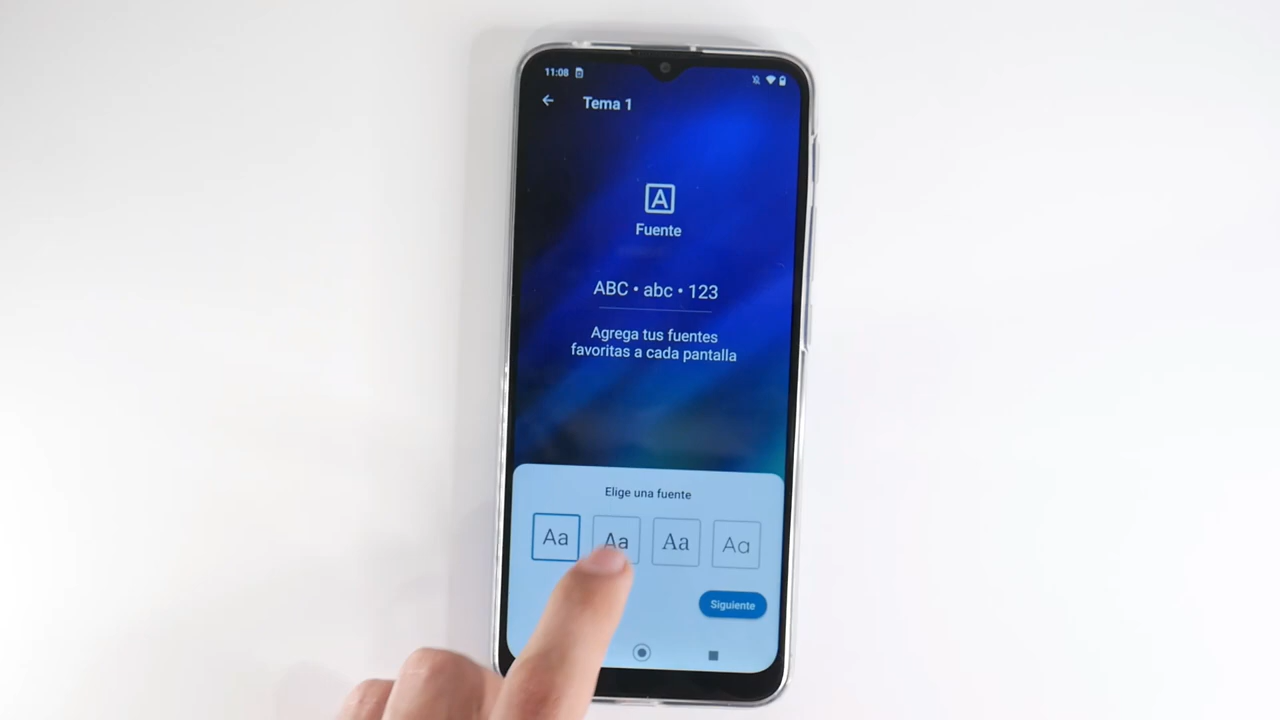 11:08
Tema 1
A
Fuente
ABC • abc • 123
Agrega tus fuentes
favoritas a cada pantalla
Elige una fuente
Aa Aa Aa Aa
Siguiente